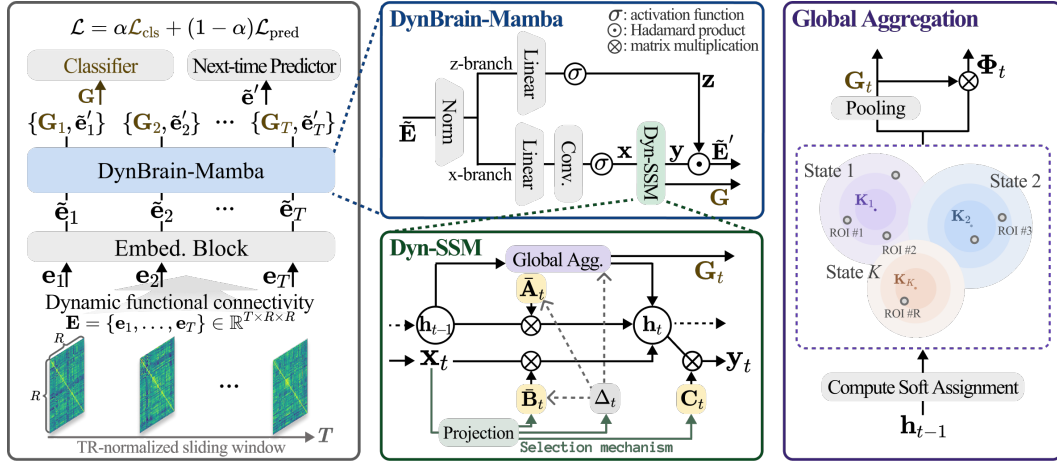 ℒ = αℒ_cls + (1 − α)ℒ_pred
Classifier
Next-time Predictor
G
ẽ′
{G_1, ẽ′_1}
{G_2, ẽ′_2}
...
{G_T, ẽ′_T}
DynBrain-Mamba
ẽ_1
ẽ_2
...
ẽ_T
Embed. Block
e_1
e_2
e_T
Dynamic functional connectivity
E = {e_1, . . . , e_T} ∈ ℝ^{T×R×R}
R
R
...
TR-normalized sliding window
T
DynBrain-Mamba
σ : activation function
⊙ : Hadamard product
⊗ : matrix multiplication
z-branch
Linear
σ
z
Ẽ
Norm
x-branch
Linear
Conv.
σ
x
Dyn-SSM
y
Ẽ′
G
Dyn-SSM
Global Agg.
G_t
Ā_t
h_{t−1}
h_t
x_t
y_t
B̄_t
Δ_t
C_t
Projection
Selection mechanism
Global Aggregation
G_t
Φ_t
Pooling
State 1
State 2
K_1
K_2
ROI #1
ROI #2
ROI #3
State K
K_K
ROI #R
Compute Soft Assignment
h_{t−1}